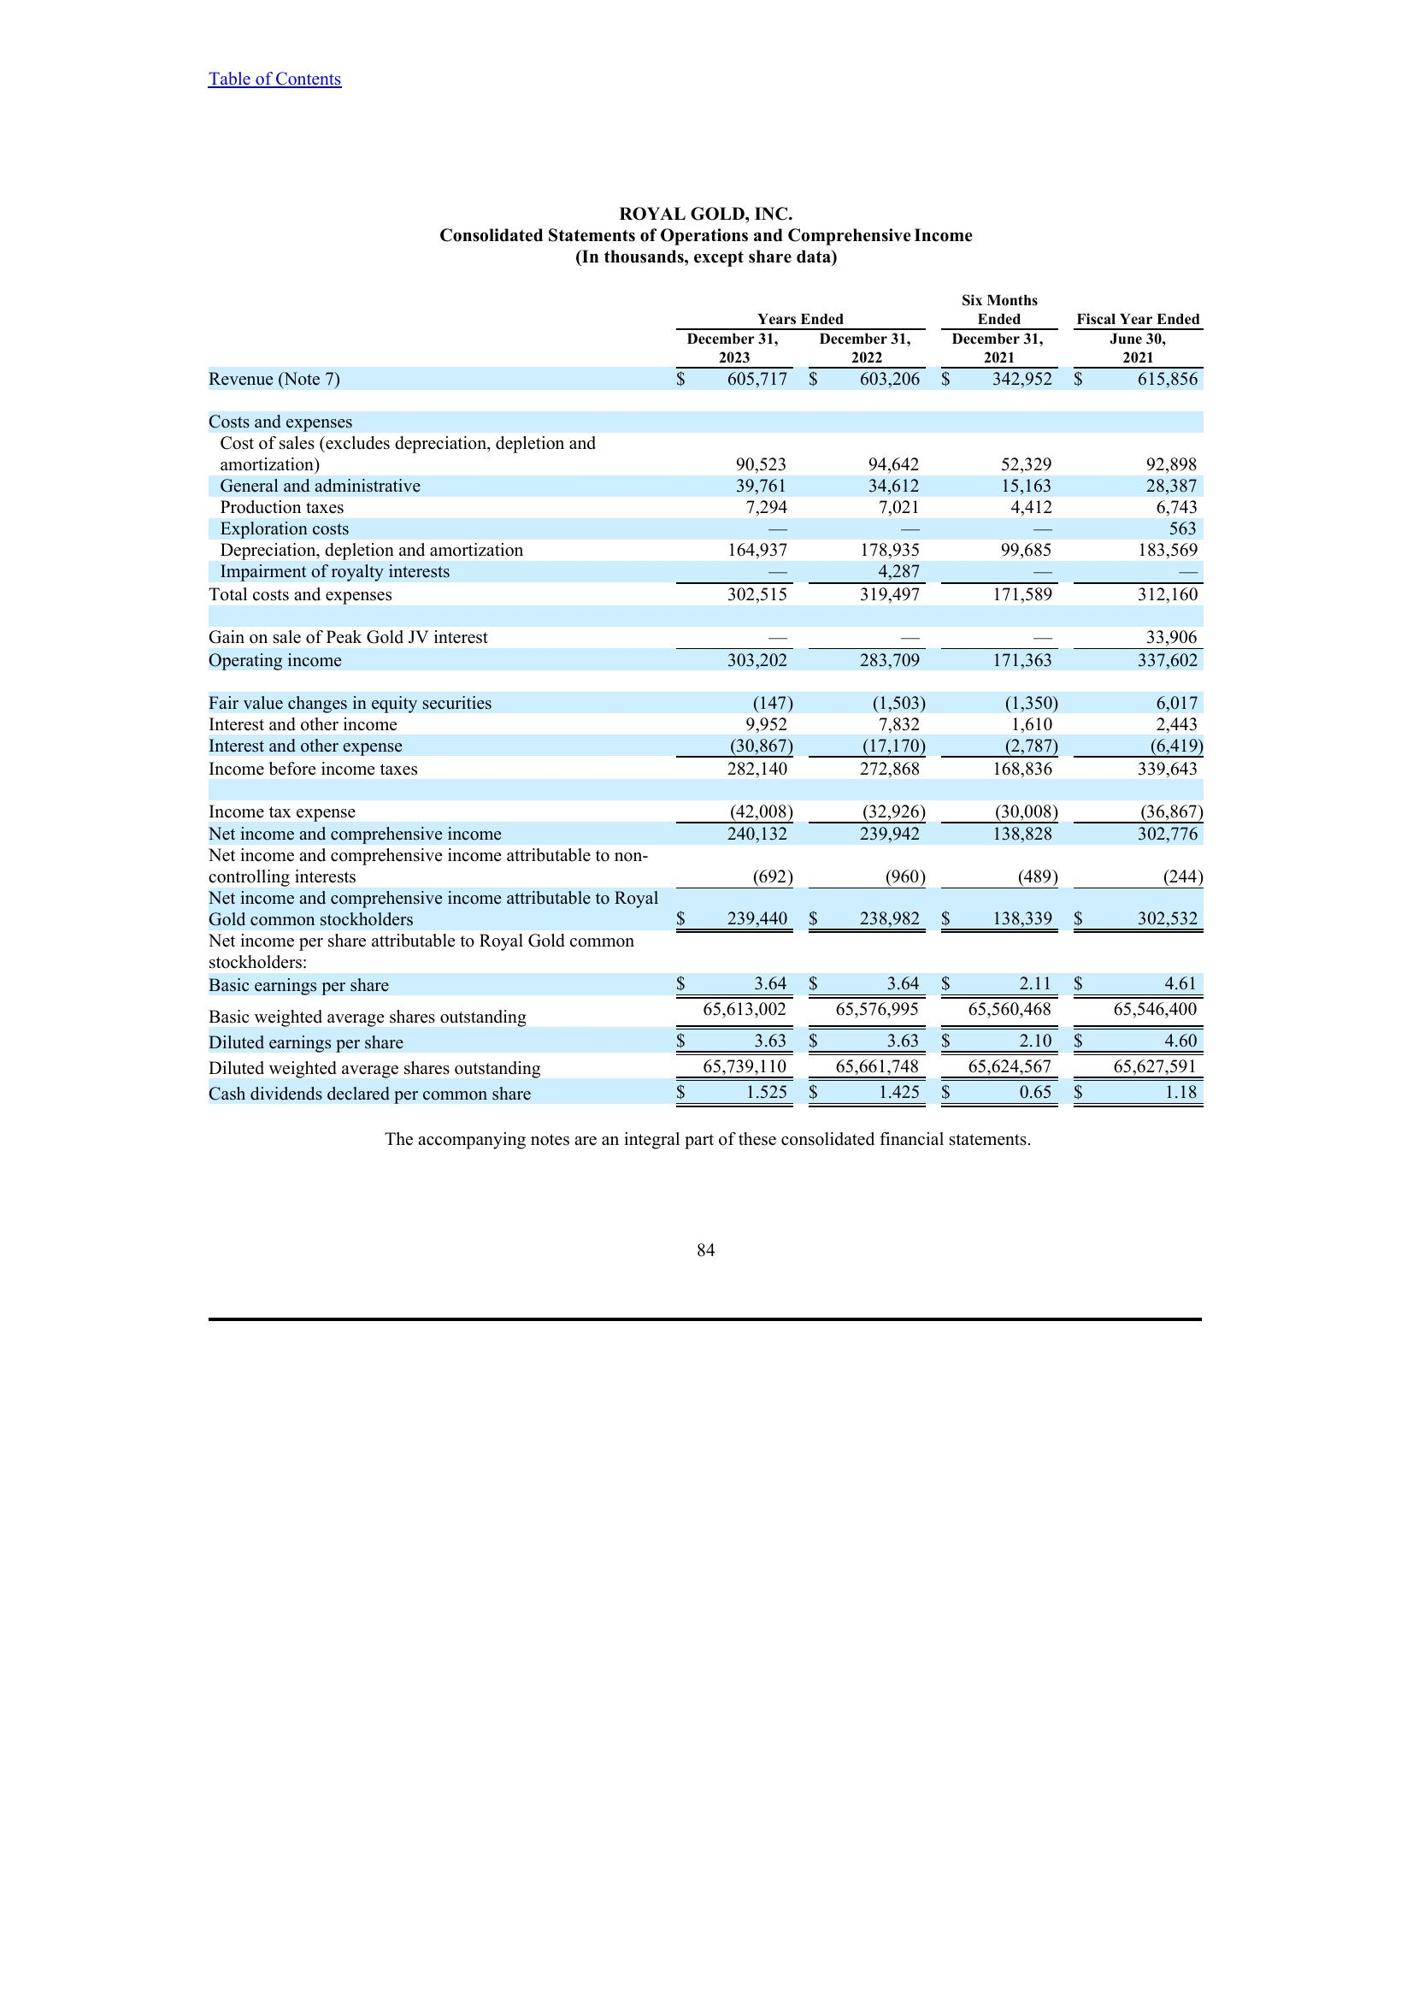 Table of Contents
ROYAL GOLD, INC.
Consolidated Statements of Operations and Comprehensive Income
(In thousands, except share data)
Six Months
Years Ended Ended Fiscal Year Ended
December 31, December 31, December 31, June 30,
2023 2022 2021 2021
Revenue (Note 7) $ 605,717 $ 603,206 $ 342,952 $ 615,856
Costs and expenses
Cost of sales (excludes depreciation, depletion and
amortization) 90,523 94,642 52,329 92,898
General and administrative 39,761 34,612 15,163 28,387
Production taxes 7,294 7,021 4,412 6,743
Exploration costs — — — 563
Depreciation, depletion and amortization 164,937 178,935 99,685 183,569
Impairment of royalty interests — 4,287 — —
Total costs and expenses 302,515 319,497 171,589 312,160
Gain on sale of Peak Gold JV interest — — — 33,906
Operating income 303,202 283,709 171,363 337,602
Fair value changes in equity securities (147) (1,503) (1,350) 6,017
Interest and other income 9,952 7,832 1,610 2,443
Interest and other expense (30,867) (17,170) (2,787) (6,419)
Income before income taxes 282,140 272,868 168,836 339,643
Income tax expense (42,008) (32,926) (30,008) (36,867)
Net income and comprehensive income 240,132 239,942 138,828 302,776
Net income and comprehensive income attributable to non-
controlling interests (692) (960) (489) (244)
Net income and comprehensive income attributable to Royal
Gold common stockholders $ 239,440 $ 238,982 $ 138,339 $ 302,532
Net income per share attributable to Royal Gold common
stockholders:
Basic earnings per share $ 3.64 $ 3.64 $ 2.11 $ 4.61
Basic weighted average shares outstanding 65,613,002 65,576,995 65,560,468 65,546,400
Diluted earnings per share $ 3.63 $ 3.63 $ 2.10 $ 4.60
Diluted weighted average shares outstanding 65,739,110 65,661,748 65,624,567 65,627,591
Cash dividends declared per common share $ 1.525 $ 1.425 $ 0.65 $ 1.18
The accompanying notes are an integral part of these consolidated financial statements.
84